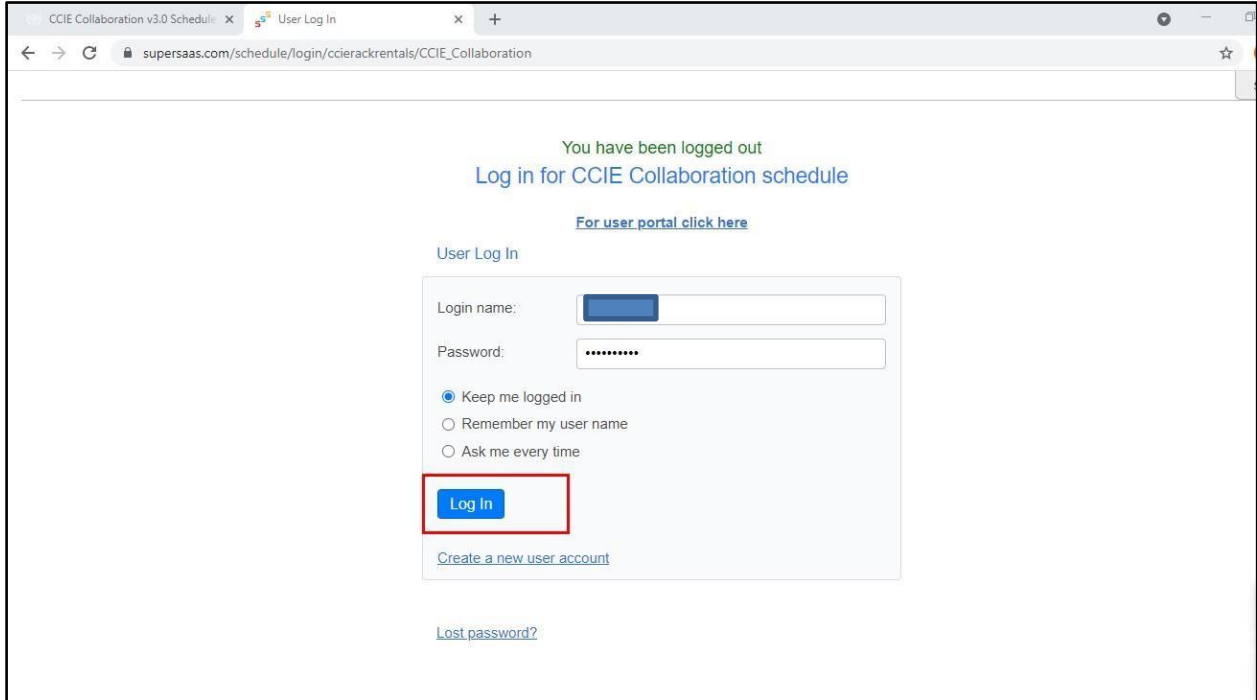 CCIE Collaboration v3.0 Schedule
User Log In
supersaas.com/schedule/login/ccierackrentals/CCIE_Collaboration
You have been logged out
Log in for CCIE Collaboration schedule
For user portal click here
User Log In
Login name:
Password: ••••••••••
Keep me logged in
Remember my user name
Ask me every time
Log In
Create a new user account
Lost password?